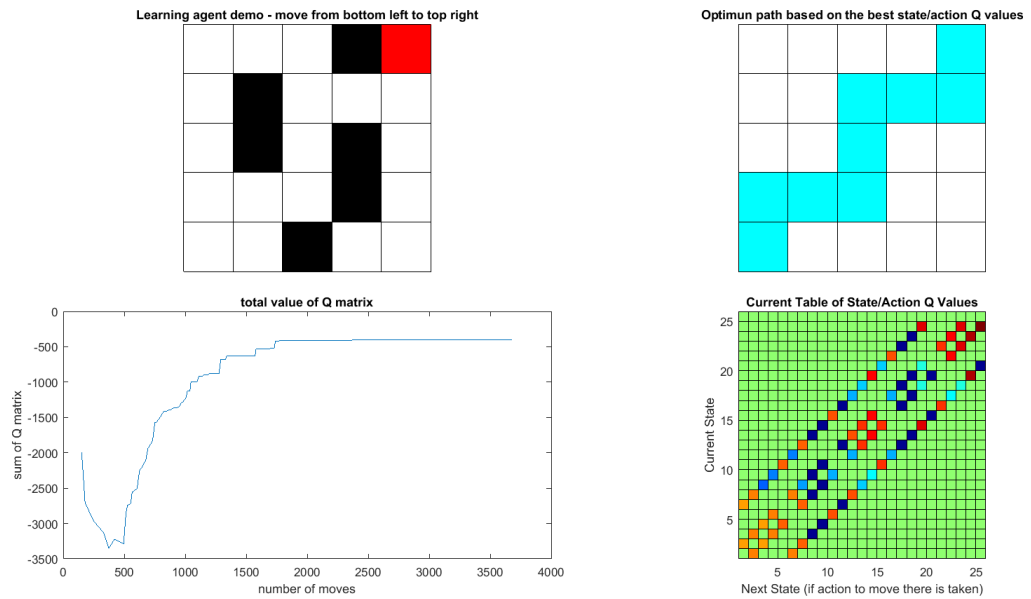 Learning agent demo - move from bottom left to top right
Optimun path based on the best state/action Q values
total value of Q matrix
0
-500
-1000
-1500
-2000
-2500
-3000
-3500
sum of Q matrix
0 500 1000 1500 2000 2500 3000 3500 4000
number of moves
Current Table of State/Action Q Values
25
20
15
10
5
Current State
5 10 15 20 25
Next State (if action to move there is taken)